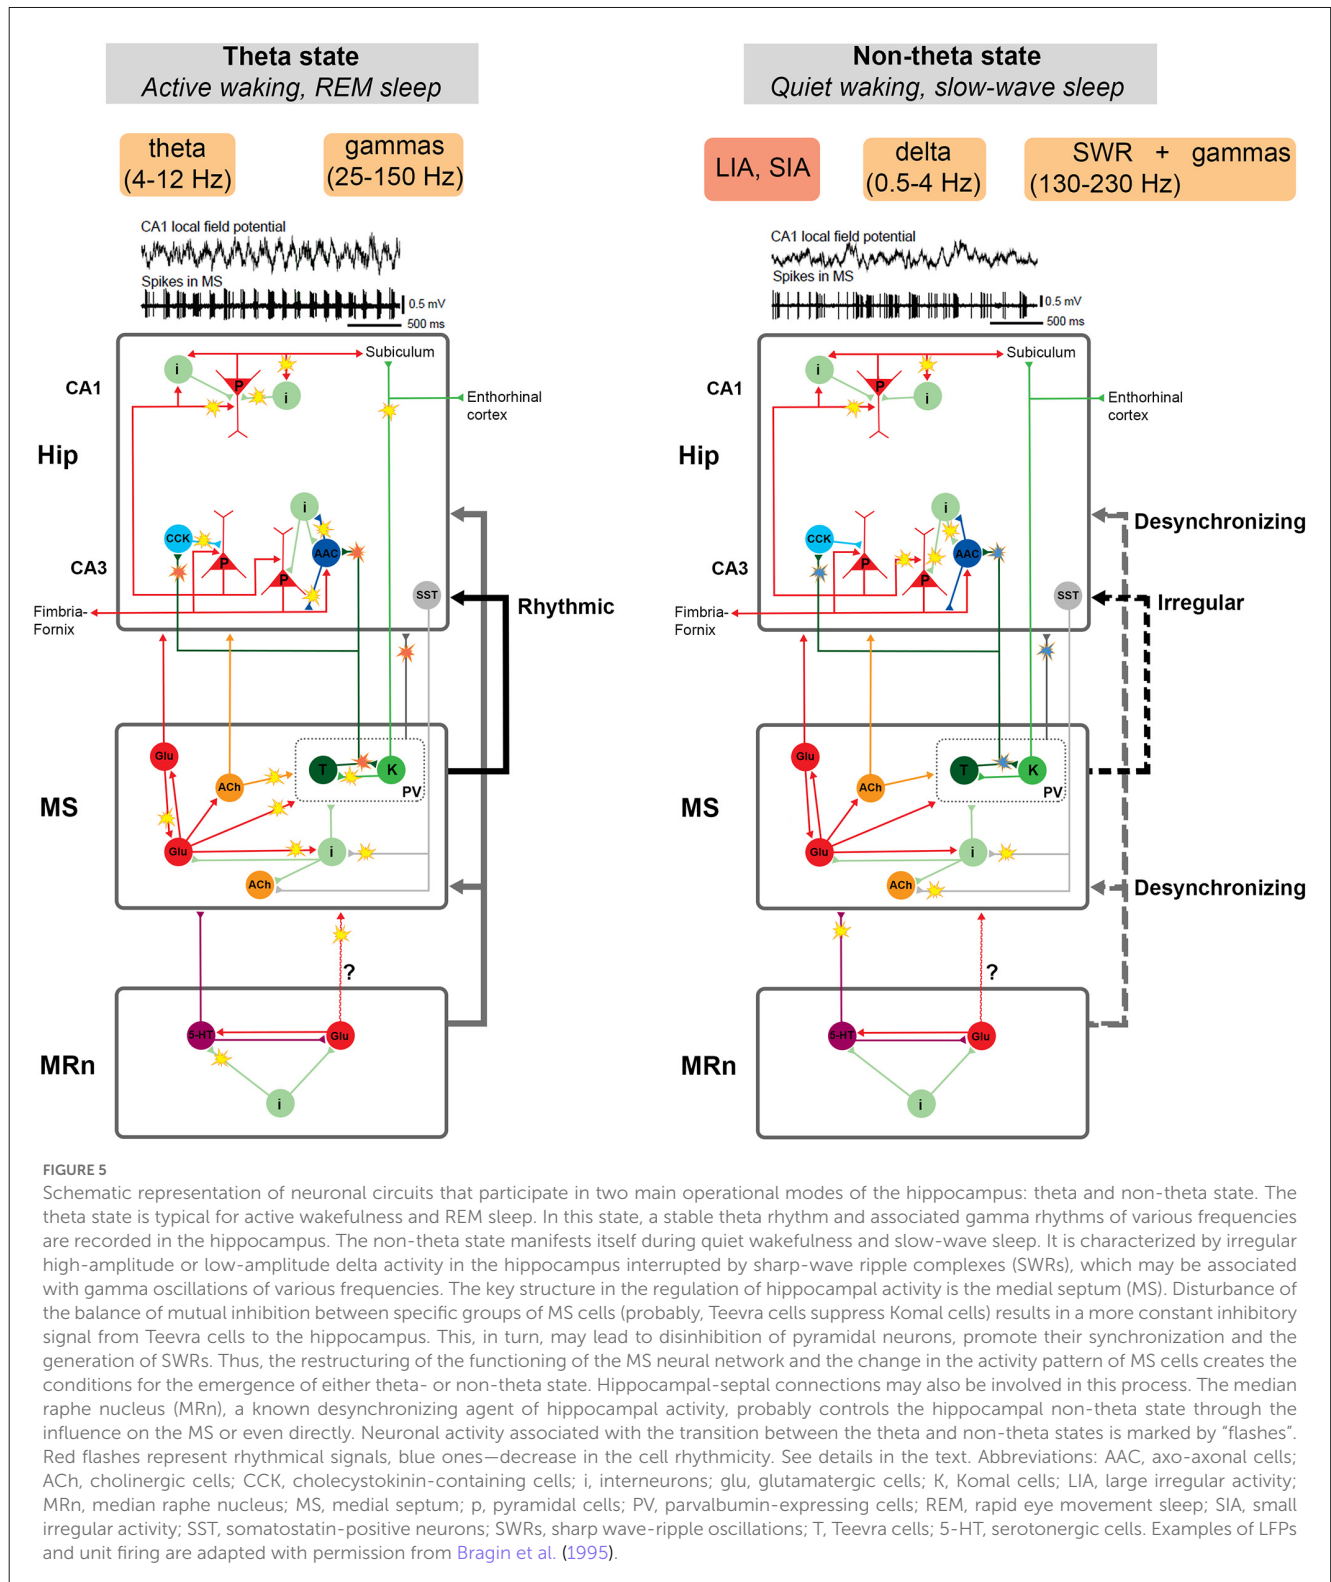 Theta state
Active waking, REM sleep
theta
(4-12 Hz)
gammas
(25-150 Hz)
CA1 local field potential
Spikes in MS
0.5 mV
500 ms
CA1
Hip
CA3
Subiculum
Enthorhinal
cortex
i
P
i
i
CCK
P
P
AAC
SST
Fimbria-
Fornix
Rhythmic
MS
Glu
ACh
T
K
PV
Glu
i
ACh
?
MRn
5-HT
Glu
i
Non-theta state
Quiet waking, slow-wave sleep
LIA, SIA
delta
(0.5-4 Hz)
SWR + gammas
(130-230 Hz)
CA1 local field potential
Spikes in MS
0.5 mV
500 ms
CA1
Hip
CA3
Subiculum
Enthorhinal
cortex
i
P
i
i
CCK
P
P
AAC
SST
Fimbria-
Fornix
Desynchronizing
Irregular
MS
Glu
ACh
T
K
PV
Glu
i
ACh
Desynchronizing
?
MRn
5-HT
Glu
i
FIGURE 5
Schematic representation of neuronal circuits that participate in two main operational modes of the hippocampus: theta and non-theta state. The
theta state is typical for active wakefulness and REM sleep. In this state, a stable theta rhythm and associated gamma rhythms of various frequencies
are recorded in the hippocampus. The non-theta state manifests itself during quiet wakefulness and slow-wave sleep. It is characterized by irregular
high-amplitude or low-amplitude delta activity in the hippocampus interrupted by sharp-wave ripple complexes (SWRs), which may be associated
with gamma oscillations of various frequencies. The key structure in the regulation of hippocampal activity is the medial septum (MS). Disturbance of
the balance of mutual inhibition between specific groups of MS cells (probably, Teevra cells suppress Komal cells) results in a more constant inhibitory
signal from Teevra cells to the hippocampus. This, in turn, may lead to disinhibition of pyramidal neurons, promote their synchronization and the
generation of SWRs. Thus, the restructuring of the functioning of the MS neural network and the change in the activity pattern of MS cells creates the
conditions for the emergence of either theta- or non-theta state. Hippocampal-septal connections may also be involved in this process. The median
raphe nucleus (MRn), a known desynchronizing agent of hippocampal activity, probably controls the hippocampal non-theta state through the
influence on the MS or even directly. Neuronal activity associated with the transition between the theta and non-theta states is marked by “flashes”.
Red flashes represent rhythmical signals, blue ones—decrease in the cell rhythmicity. See details in the text. Abbreviations: AAC, axo-axonal cells;
ACh, cholinergic cells; CCK, cholecystokinin-containing cells; i, interneurons; glu, glutamatergic cells; K, Komal cells; LIA, large irregular activity;
MRn, median raphe nucleus; MS, medial septum; p, pyramidal cells; PV, parvalbumin-expressing cells; REM, rapid eye movement sleep; SIA, small
irregular activity; SST, somatostatin-positive neurons; SWRs, sharp wave-ripple oscillations; T, Teevra cells; 5-HT, serotonergic cells. Examples of LFPs
and unit firing are adapted with permission from Bragin et al. (1995).